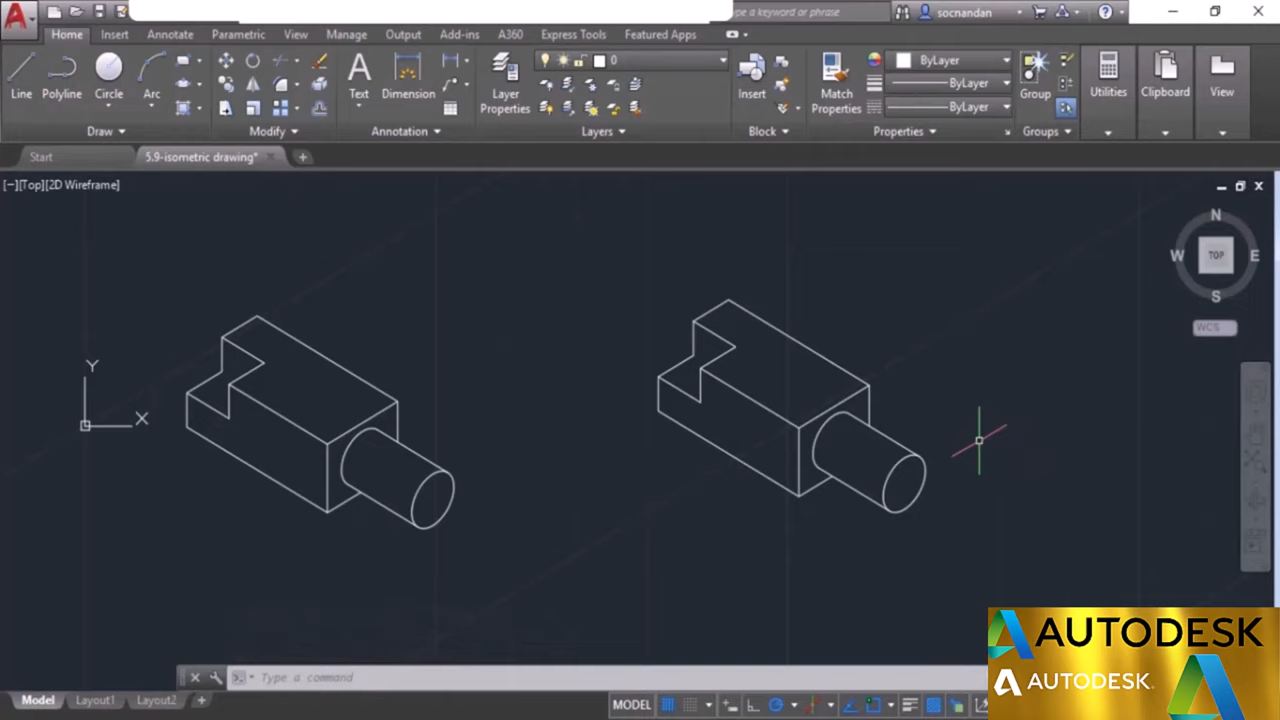 ype a keyword or phrase
socnandan
Home Insert Annotate Parametric View Manage Output Add-ins A360 Express Tools Featured Apps
0
ByLayer
ByLayer
ByLayer
Line Polyline Circle Arc
Text Dimension
Layer Properties
Insert
Match Properties
Group
Utilities Clipboard View
Draw Modify Annotation Layers Block Properties Groups
Start
5.9-isometric drawing*
[−][Top][2D Wireframe]
N
W TOP E
S
WCS
Y
X
Type a command
Model Layout1 Layout2
MODEL
AUTODESK
AUTODESK.